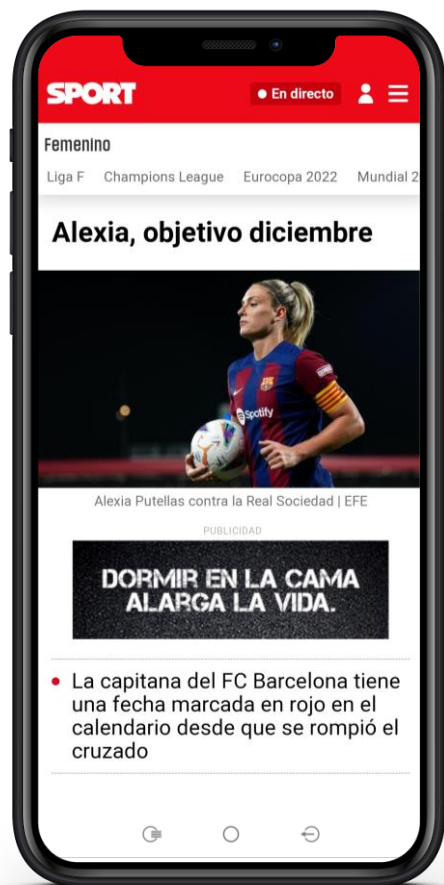 SPORT
En directo
Femenino
Liga F Champions League Eurocopa 2022 Mundial 2
Alexia, objetivo diciembre
Spotify
Alexia Putellas contra la Real Sociedad | EFE
PUBLICIDAD
DORMIR EN LA CAMA
ALARGA LA VIDA.
La capitana del FC Barcelona tiene
una fecha marcada en rojo en el
calendario desde que se rompió el
cruzado